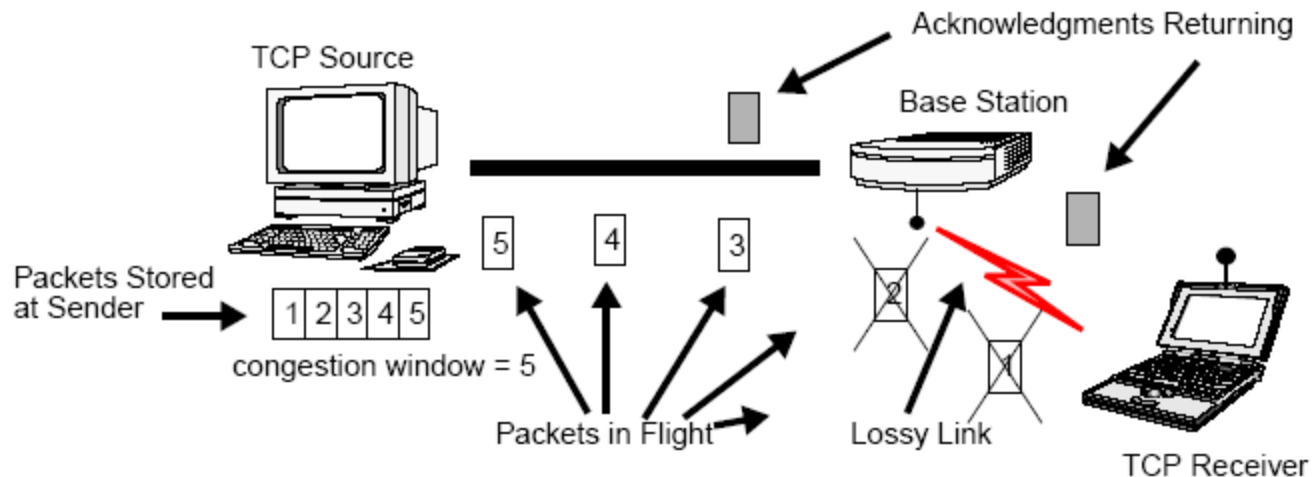 Acknowledgments Returning
TCP Source
Base Station
5
4
3
2
1
Packets Stored
at Sender
1 2 3 4 5
congestion window = 5
Packets in Flight
Lossy Link
TCP Receiver